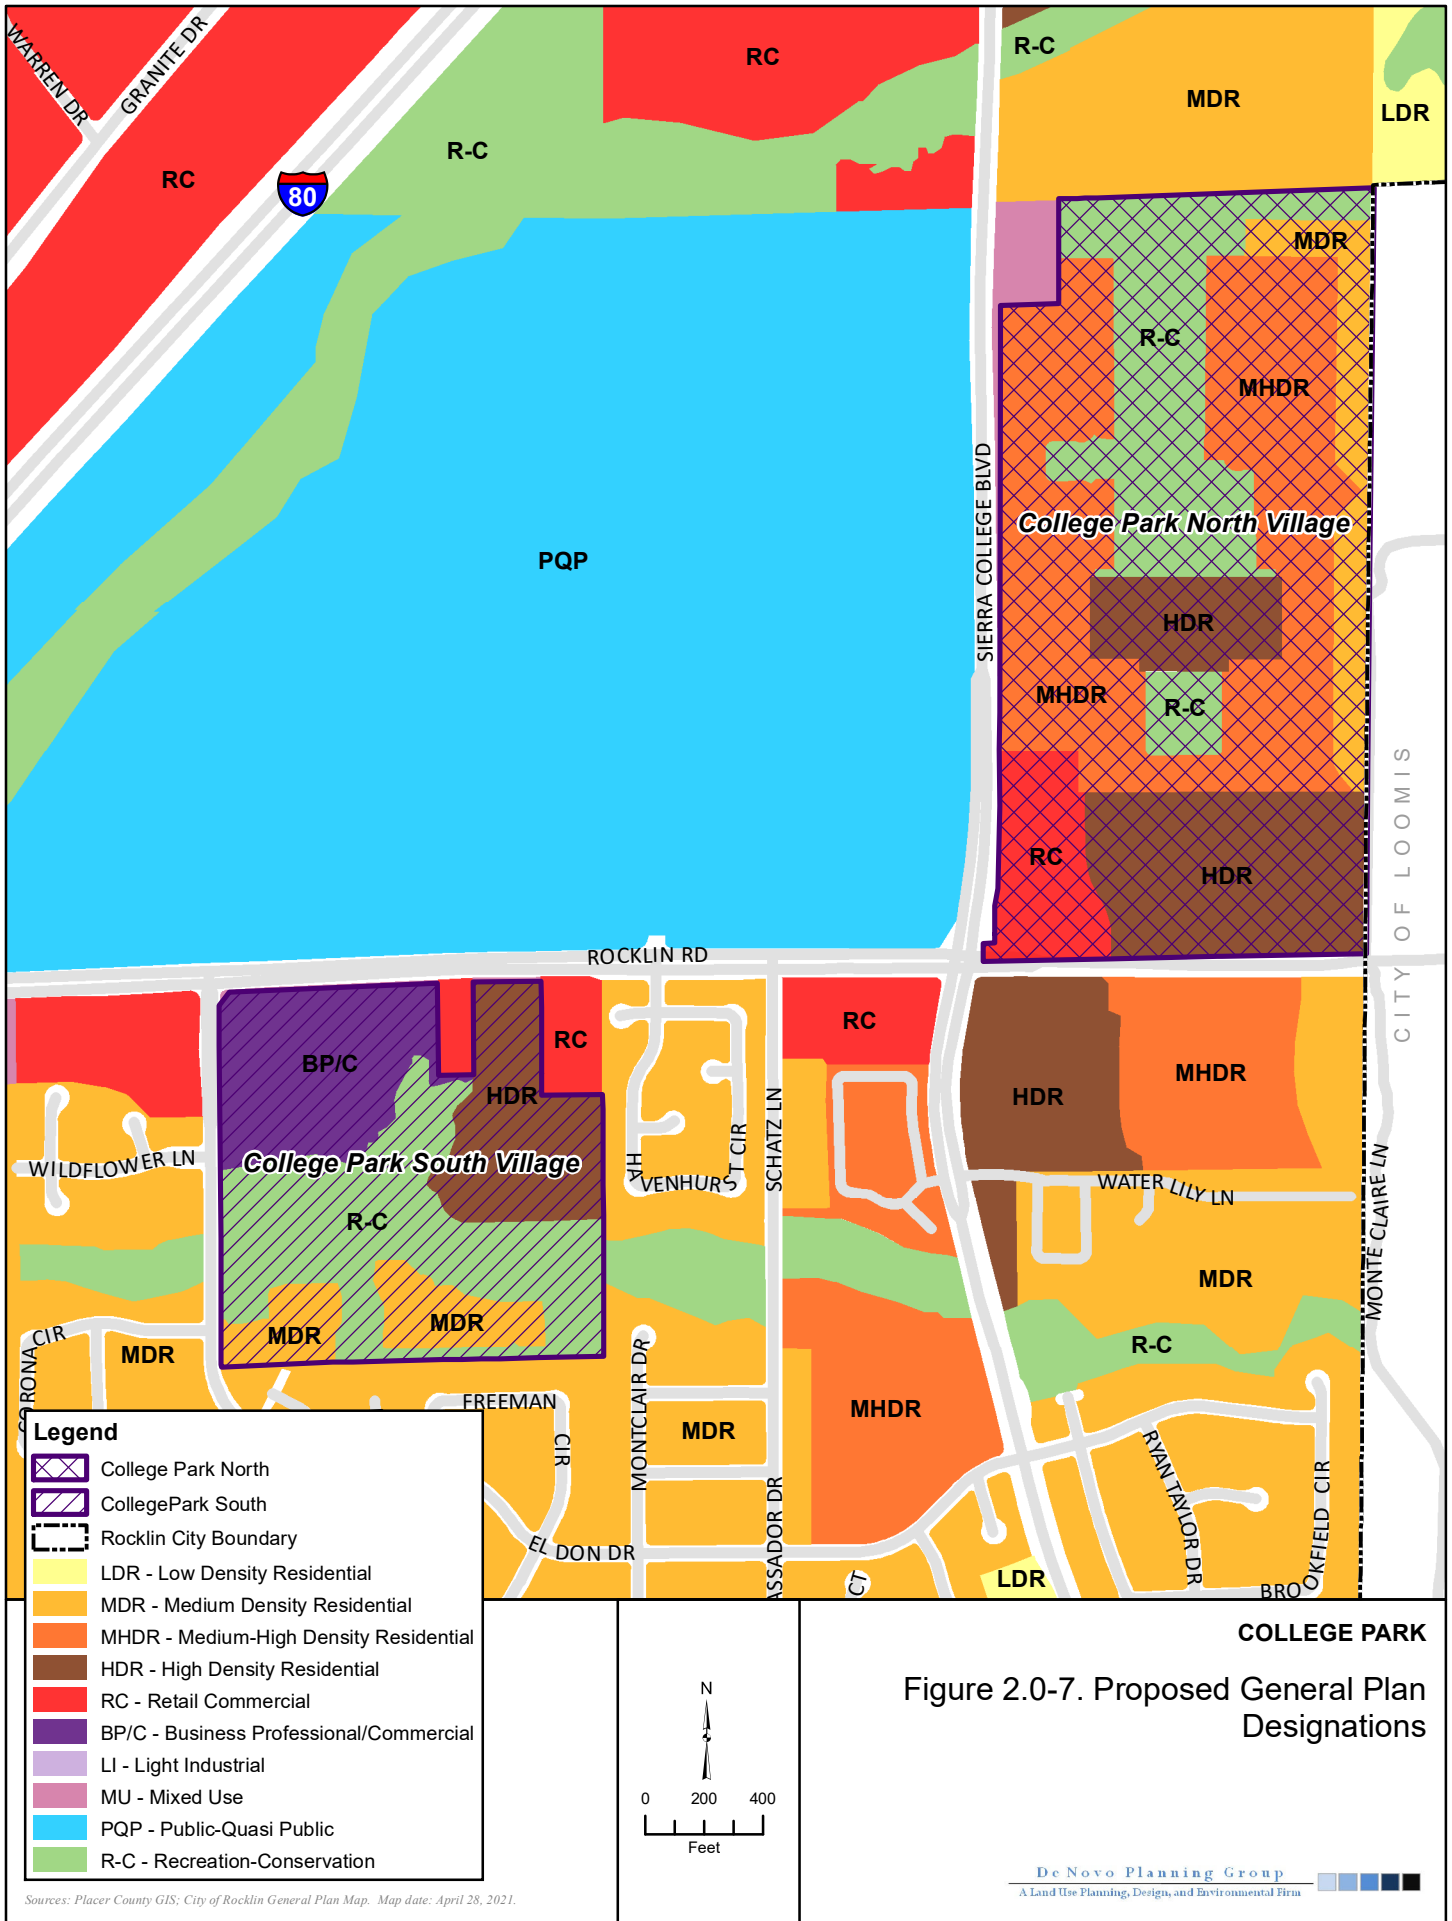 WARREN DR
GRANITE DR
RC
R-C
RC
R-C
MDR
LDR
80
MDR
R-C
MHDR
SIERRA COLLEGE BLVD
College Park North Village
PQP
HDR
MHDR
R-C
RC
HDR
CITY OF LOOMIS
ROCKLIN RD
BP/C
HDR
RC
RC
HDR
MHDR
College Park South Village
WILDFLOWER LN
HAVENHURST CIR
SCHATZ LN
WATER LILY LN
MONTE CLAIRE LN
R-C
MDR
MDR
MDR
MDR
CORONA CIR
R-C
FREEMAN CIR
MONTCLAIR DR
MDR
MHDR
EL DON DR
ASSADOR DR
CT
LDR
RYAN TAYLOR DR
BROOKFIELD CIR
Legend
College Park North
CollegePark South
Rocklin City Boundary
LDR - Low Density Residential
MDR - Medium Density Residential
MHDR - Medium-High Density Residential
HDR - High Density Residential
RC - Retail Commercial
BP/C - Business Professional/Commercial
LI - Light Industrial
MU - Mixed Use
PQP - Public-Quasi Public
R-C - Recreation-Conservation
Sources: Placer County GIS; City of Rocklin General Plan Map. Map date: April 28, 2021.
N
0 200 400
Feet
COLLEGE PARK
Figure 2.0-7. Proposed General Plan
Designations
De Novo Planning Group
A Land Use Planning, Design, and Environmental Firm